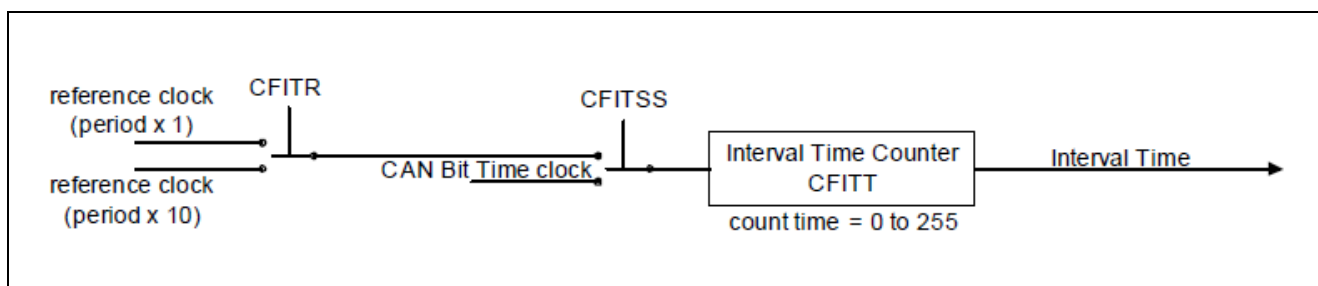 reference clock
(period x 1)
CFITR
reference clock
(period x 10)
CFITSS
CAN Bit Time clock
Interval Time Counter
CFITT
count time = 0 to 255
Interval Time